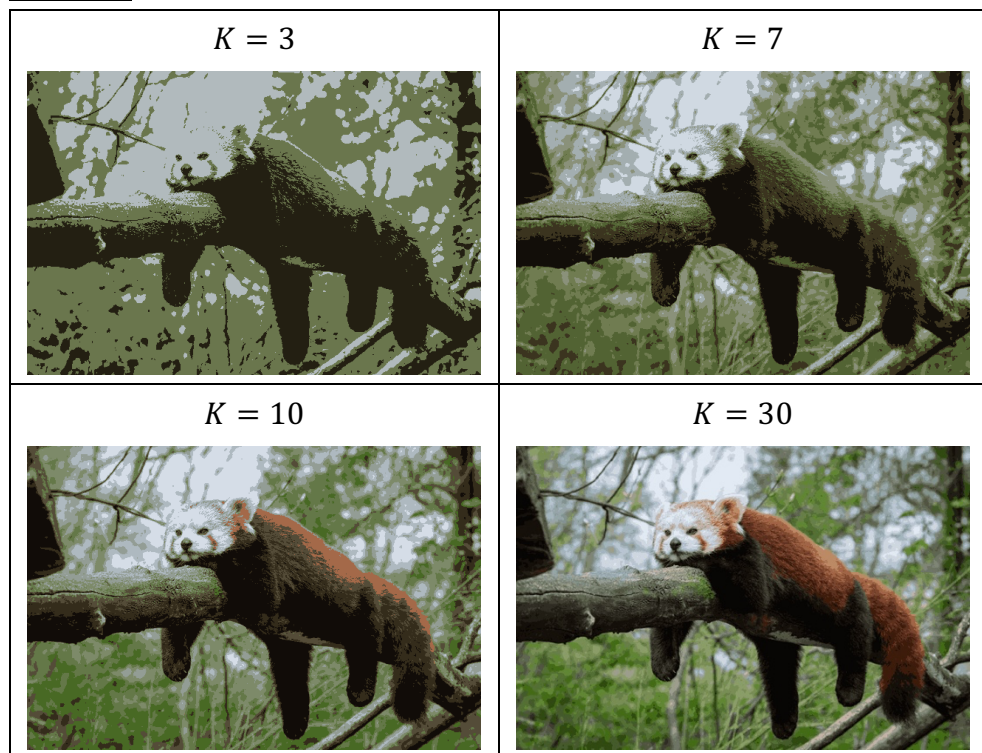 K = 3
K = 7
K = 10
K = 30